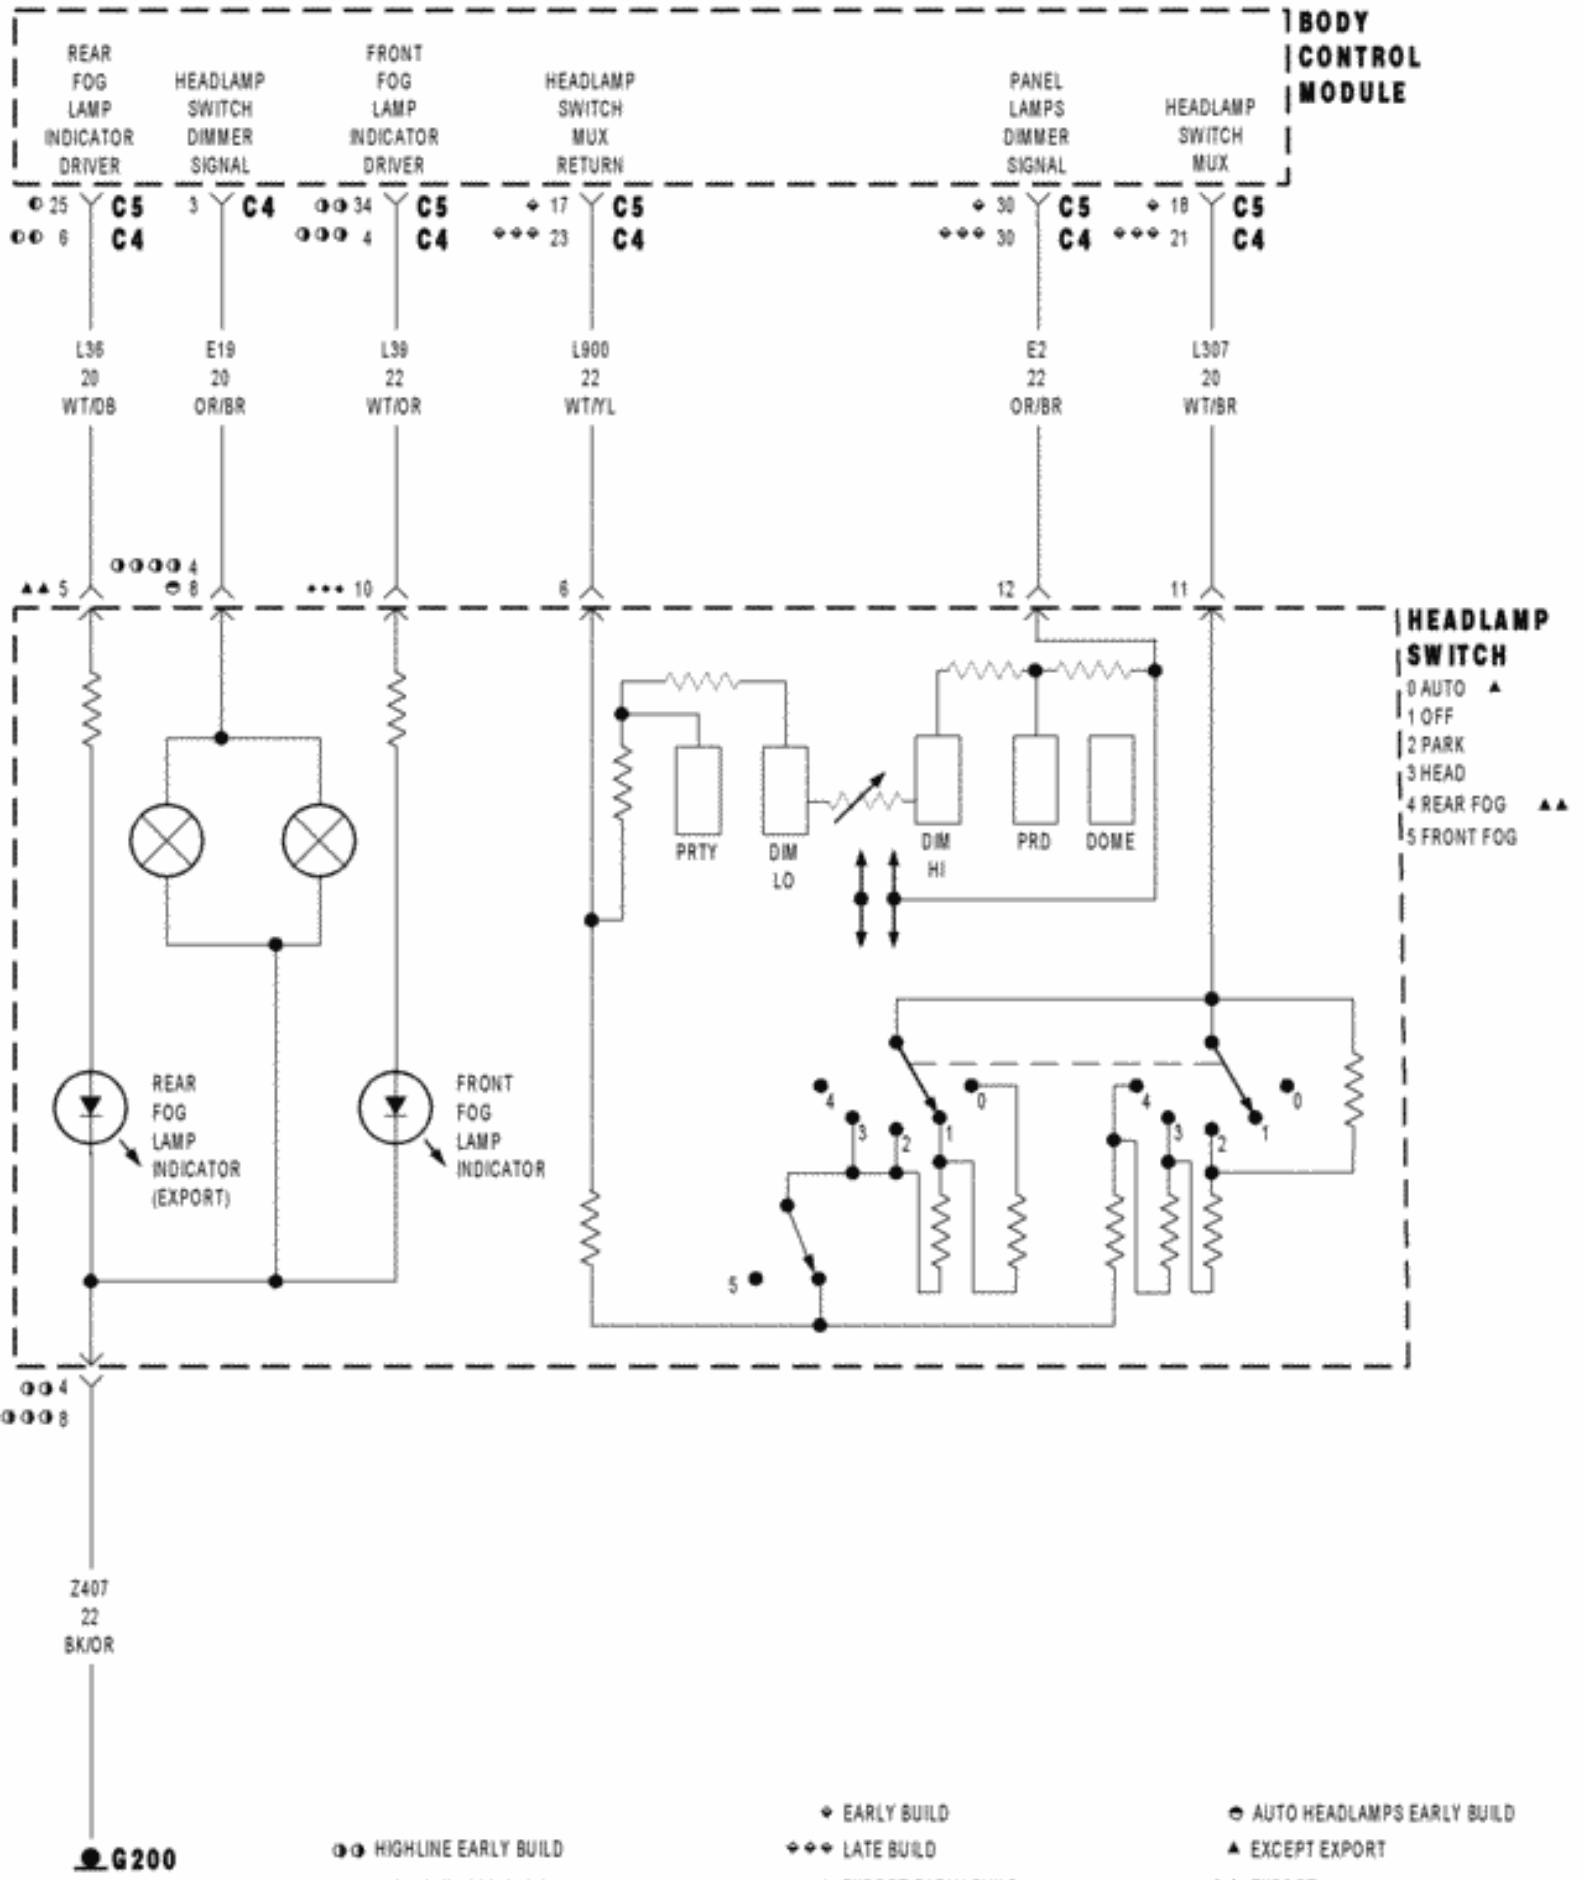 BODY
CONTROL
MODULE
REAR
FOG
LAMP
INDICATOR
DRIVER
HEADLAMP
SWITCH
DIMMER
SIGNAL
FRONT
FOG
LAMP
INDICATOR
DRIVER
HEADLAMP
SWITCH
MUX
RETURN
PANEL
LAMPS
DIMMER
SIGNAL
HEADLAMP
SWITCH
MUX
25 C5
6 C4
3 C4
34 C5
4 C4
17 C5
23 C4
30 C5
30 C4
18 C5
21 C4
L36
20
WT/DB
E19
20
OR/BR
L39
22
WT/OR
L900
22
WT/YL
E2
22
OR/BR
L307
20
WT/BR
5
4
8
10
6
12
11
HEADLAMP
SWITCH
0 AUTO
1 OFF
2 PARK
3 HEAD
4 REAR FOG
5 FRONT FOG
PRTY
DIM
LO
DIM
HI
PRD
DOME
REAR
FOG
LAMP
INDICATOR
(EXPORT)
FRONT
FOG
LAMP
INDICATOR
4
3
2
1
0
4
3
2
1
0
5
4
8
Z407
22
BK/OR
G200
HIGHLINE EARLY BUILD
EARLY BUILD
LATE BUILD
AUTO HEADLAMPS EARLY BUILD
EXCEPT EXPORT